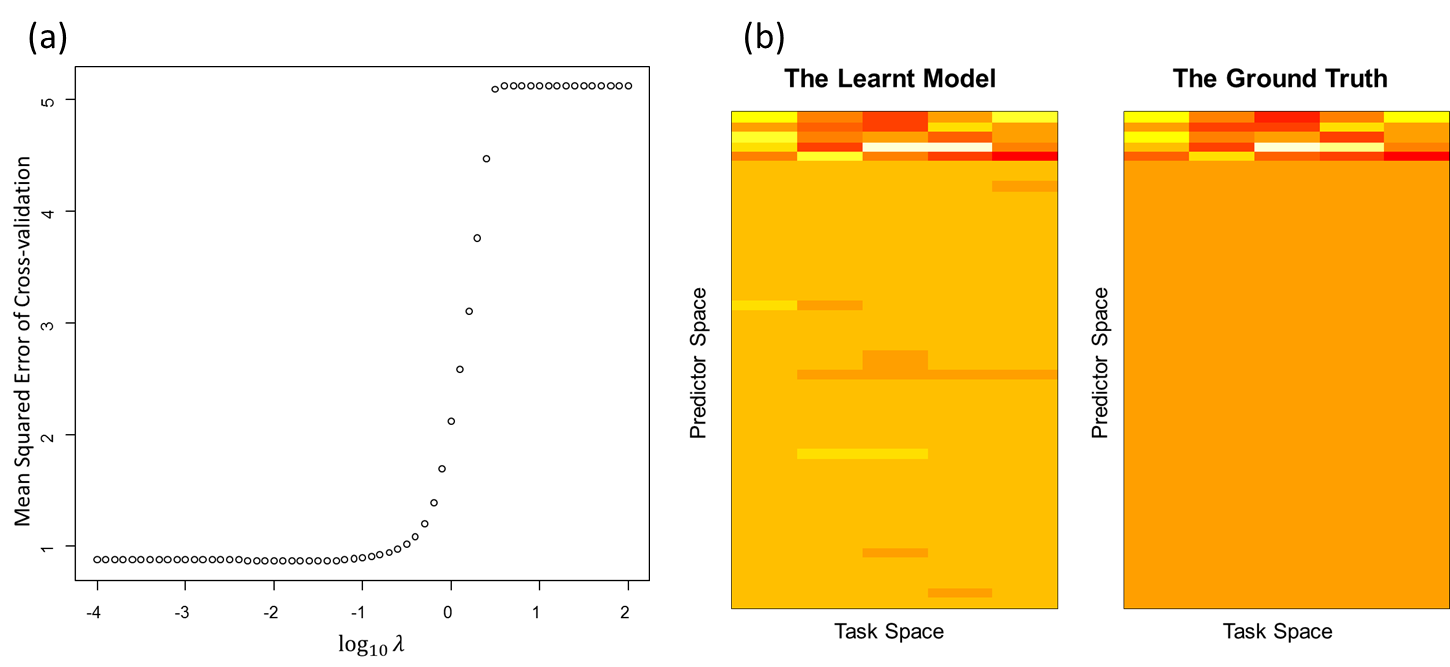 (a)
Mean Squared Error of Cross-validation
5
4
3
2
1
-4 -3 -2 -1 0 1 2
log10 λ
(b)
The Learnt Model
Predictor Space
Task Space
The Ground Truth
Predictor Space
Task Space